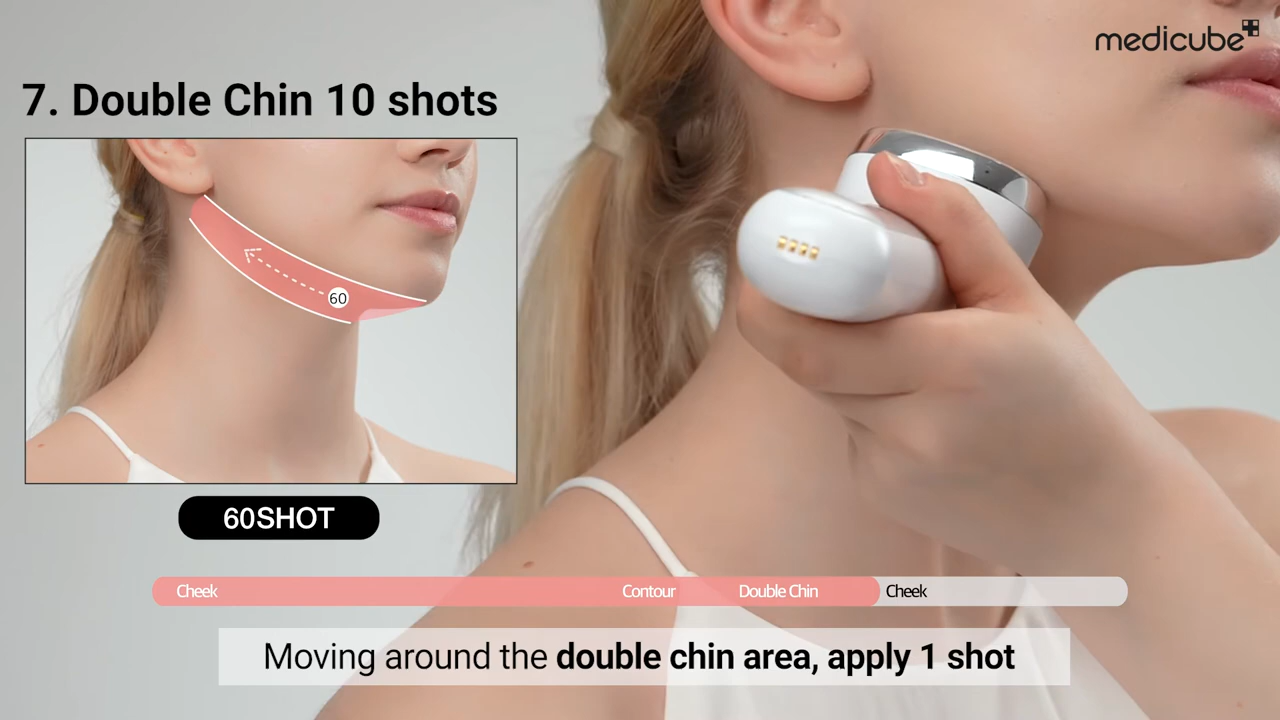 medicube
7. Double Chin 10 shots
60
60SHOT
Cheek Contour Double Chin Cheek
Moving around the double chin area, apply 1 shot